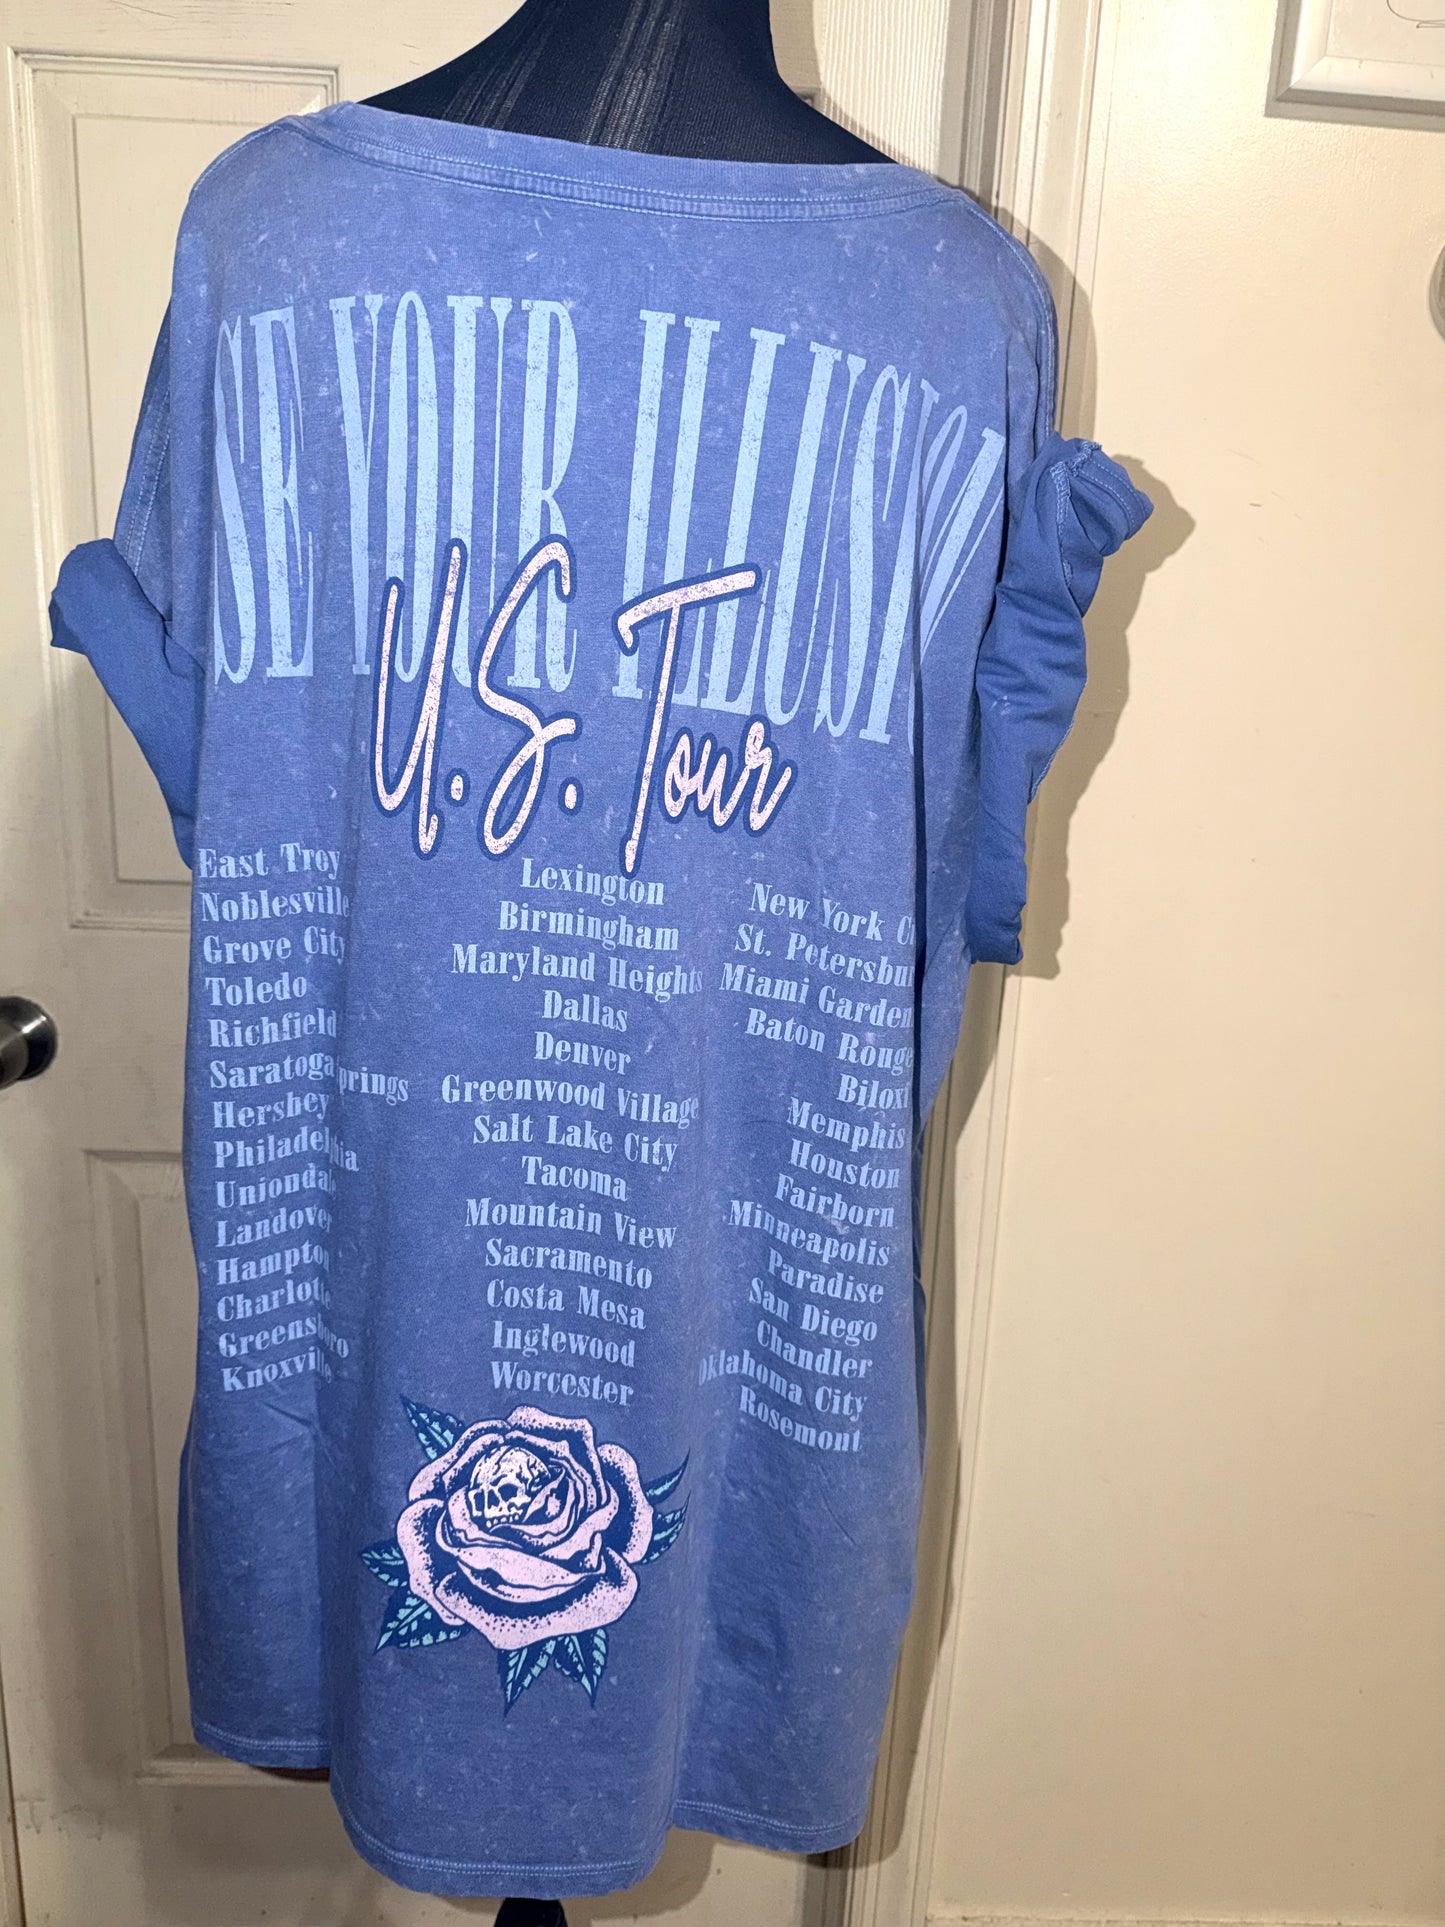 SE YOUR ILLUSION
U.S. Tour
East Troy
Noblesville
Grove City
Toledo
Richfield
Saratoga Springs
Hershey
Philadelphia
Uniondale
Landover
Hampton
Charlotte
Greensboro
Knoxville
Lexington
Birmingham
Maryland Heights
Dallas
Denver
Greenwood Village
Salt Lake City
Tacoma
Mountain View
Sacramento
Costa Mesa
Inglewood
Worcester
New York Ci
St. Petersbu
Miami Garden
Baton Rouge
Biloxi
Memphis
Houston
Fairborn
Minneapolis
Paradise
San Diego
Chandler
Oklahoma City
Rosemont